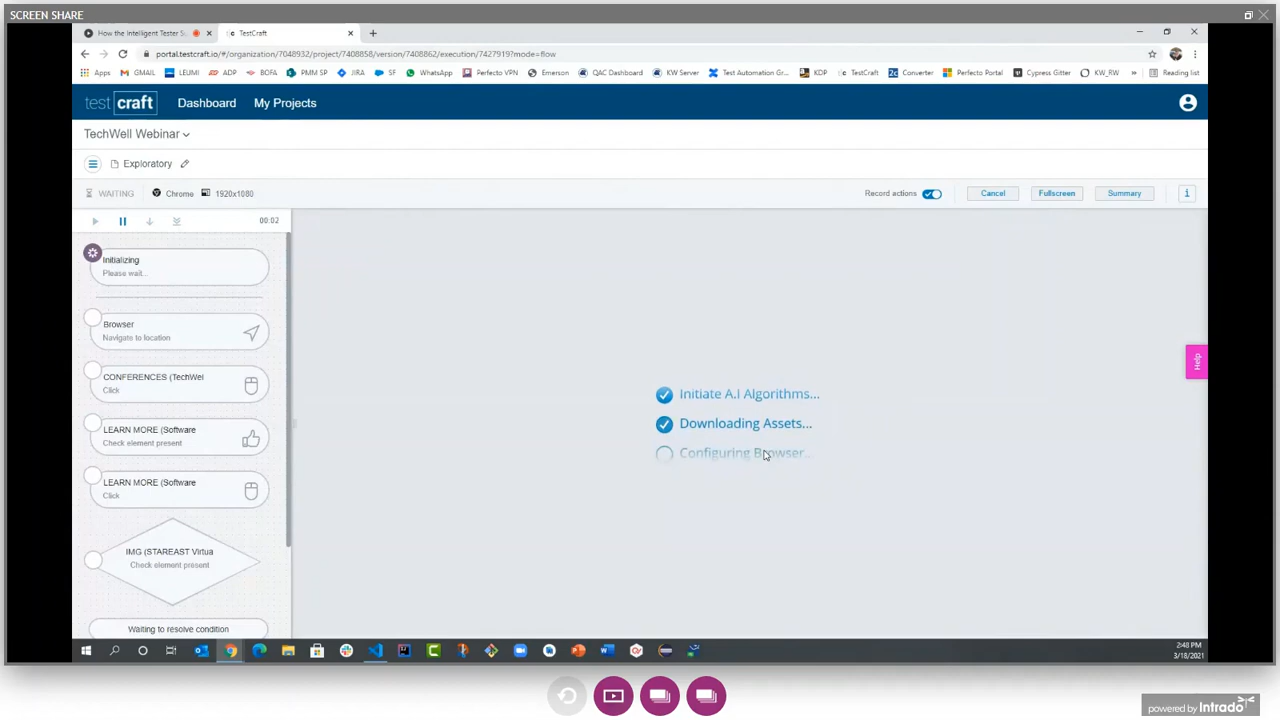 SCREEN SHARE
How the Intelligent Tester S
TestCraft
portal.testcraft.io/#/organization/7048932/project/7408858/version/7408862/execution/7427919?mode=flow
Apps GMAIL LEUMI ADP BOFA PMM SP JIRA SF WhatsApp Perfecto VPN Emerson QAC Dashboard KW Server Test Automation Gr... KDP TestCraft Converter Perfecto Portal Cypress Gitter KW_RW » Reading list
test craft Dashboard My Projects
TechWell Webinar
Exploratory
WAITING Chrome 1920x1080 Record actions Cancel Fullscreen Summary i
00:02
Initializing
Please wait...
Browser
Navigate to location
CONFERENCES (TechWel
Click
LEARN MORE (Software
Check element present
LEARN MORE (Software
Click
IMG (STAREAST Virtua
Check element present
Waiting to resolve condition
Initiate A.I Algorithms...
Downloading Assets...
Configuring Browser...
Help
2:48 PM
3/18/2021
powered by Intrado